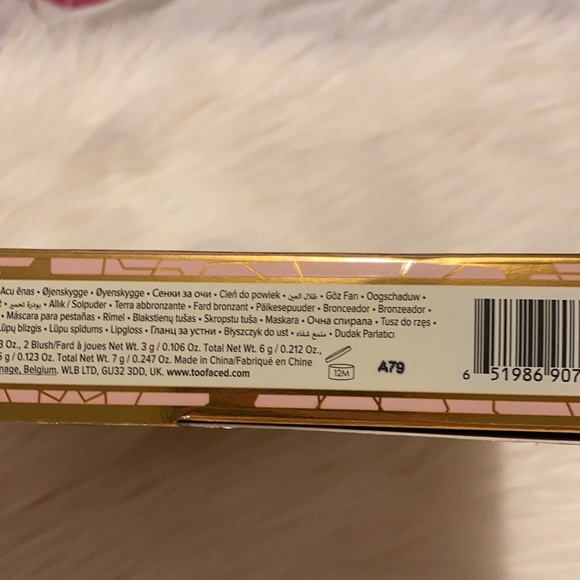 Acu ēnas • Øjenskygge • Øyenskygge • Сенки за очи • Cień do powiek • ظلال العين • Göz Farı • Oogschaduw •
• بودرة تحمير • Allık / Solpuder • Terra abbronzante • Fard bronzant • Päikesepuuder • Bronceador • Bronzeador •
• Máscara para pestañas • Rimel • Blakstienų tušas • Skropstu tuša • Maskara • Очна спирала • Tusz do rzęs •
Lūpų blizgis • Lūpu spīdums • Lipgloss • Гланц за устни • Błyszczyk do ust • ملمع شفاه • Dudak Parlatıcı
Oz., 2 Blush/Fard à joues Net Wt. 3 g / 0.106 Oz. Total Net Wt. 6 g / 0.212 Oz.,
g / 0.123 Oz. Total Net Wt. 7 g / 0.247 Oz. Made in China/Fabriqué en Chine
Belgium. WLB LTD, GU32 3DD, UK. www.toofaced.com
12M
A79
6 51986 907